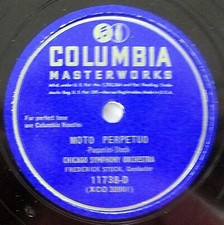 COLUMBIA
MASTERWORKS
For perfect tone
use Columbia Needles
MOTO PERPETUO
Paganini-Stock
CHICAGO SYMPHONY ORCHESTRA
FREDERICK STOCK, Conductor
11738-D